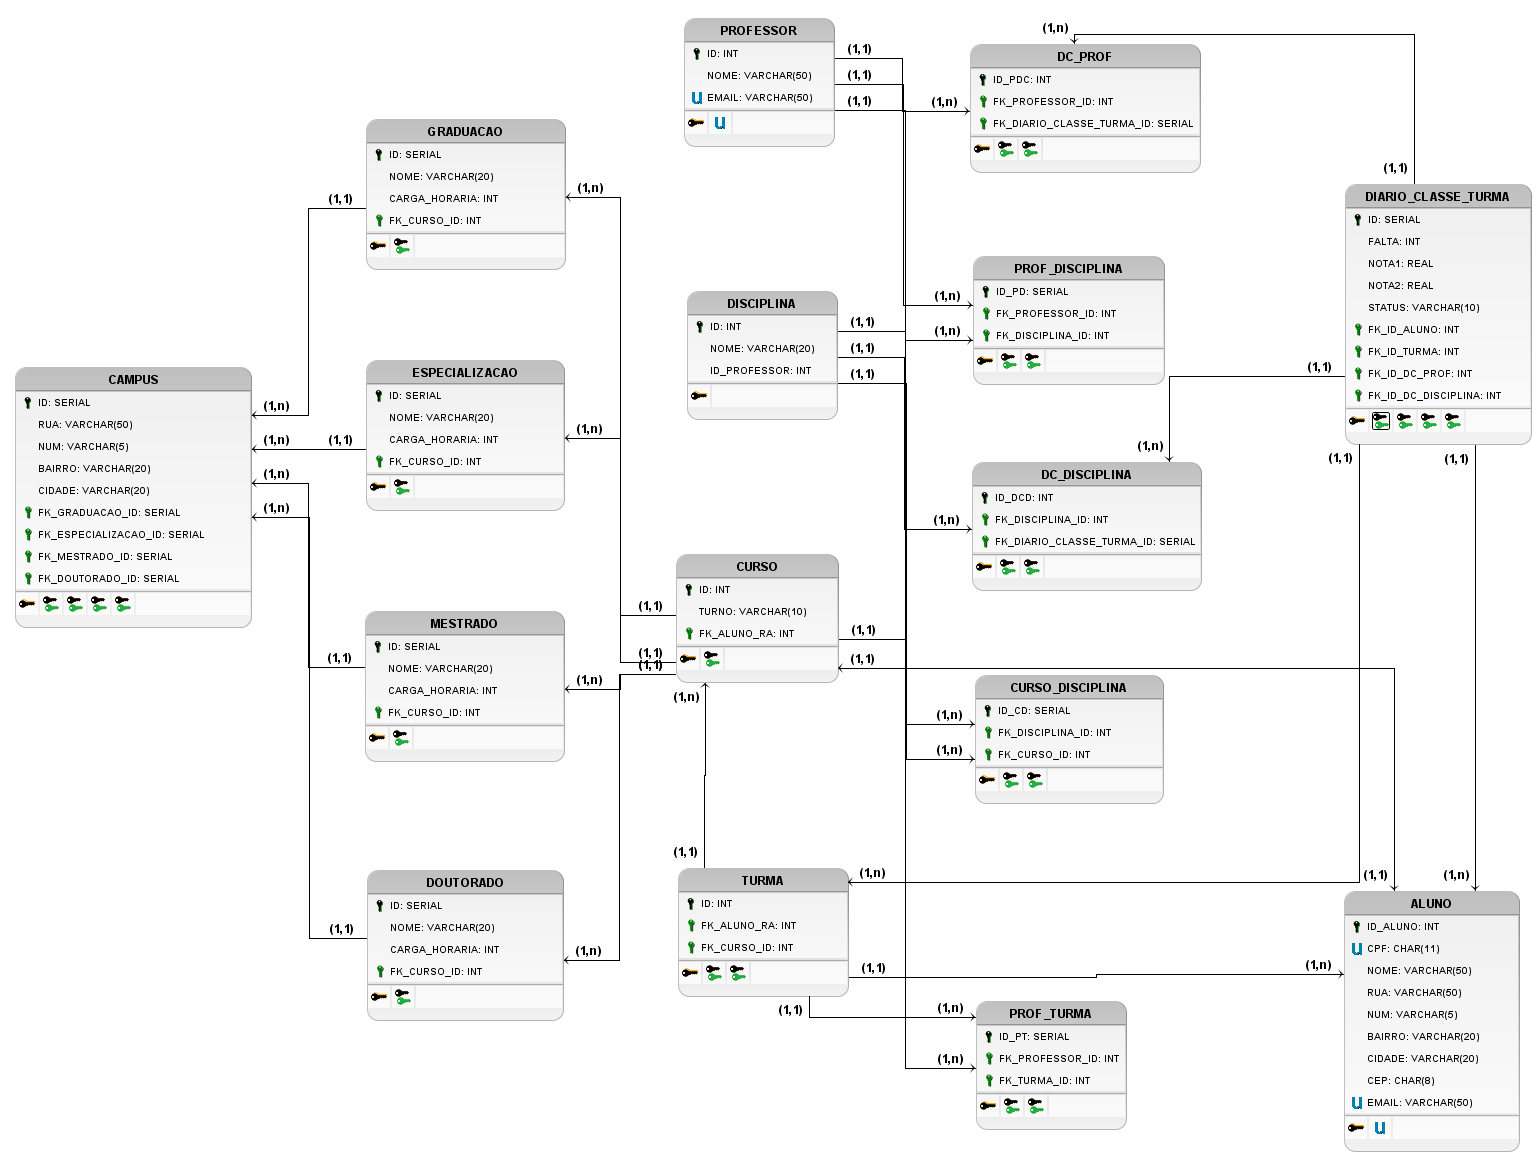 PROFESSOR
ID: INT
NOME: VARCHAR(50)
U EMAIL: VARCHAR(50)
U
(1,1)
(1,1)
(1,1)
(1,n)
(1,n)
DC_PROF
ID_PDC: INT
FK_PROFESSOR_ID: INT
FK_DIARIO_CLASSE_TURMA_ID: SERIAL
(1,1)
DIARIO_CLASSE_TURMA
ID: SERIAL
FALTA: INT
NOTA1: REAL
NOTA2: REAL
STATUS: VARCHAR(10)
FK_ID_ALUNO: INT
FK_ID_TURMA: INT
FK_ID_DC_PROF: INT
FK_ID_DC_DISCIPLINA: INT
(1,1)
(1,1)
(1,1)
GRADUACAO
ID: SERIAL
NOME: VARCHAR(20)
CARGA_HORARIA: INT
FK_CURSO_ID: INT
(1,1)
(1,n)
PROF_DISCIPLINA
ID_PD: SERIAL
FK_PROFESSOR_ID: INT
FK_DISCIPLINA_ID: INT
(1,n)
(1,n)
DISCIPLINA
ID: INT
NOME: VARCHAR(20)
ID_PROFESSOR: INT
(1,1)
(1,1)
(1,1)
CAMPUS
ID: SERIAL
RUA: VARCHAR(50)
NUM: VARCHAR(5)
BAIRRO: VARCHAR(20)
CIDADE: VARCHAR(20)
FK_GRADUACAO_ID: SERIAL
FK_ESPECIALIZACAO_ID: SERIAL
FK_MESTRADO_ID: SERIAL
FK_DOUTORADO_ID: SERIAL
(1,n)
(1,n)
(1,n)
(1,n)
ESPECIALIZACAO
ID: SERIAL
NOME: VARCHAR(20)
CARGA_HORARIA: INT
FK_CURSO_ID: INT
(1,1)
(1,n)
(1,n)
DC_DISCIPLINA
ID_DCD: INT
FK_DISCIPLINA_ID: INT
FK_DIARIO_CLASSE_TURMA_ID: SERIAL
(1,n)
CURSO
ID: INT
TURNO: VARCHAR(10)
FK_ALUNO_RA: INT
(1,1)
(1,1)
(1,1)
(1,1)
(1,1)
(1,n)
MESTRADO
ID: SERIAL
NOME: VARCHAR(20)
CARGA_HORARIA: INT
FK_CURSO_ID: INT
(1,1)
(1,n)
CURSO_DISCIPLINA
ID_CD: SERIAL
FK_DISCIPLINA_ID: INT
FK_CURSO_ID: INT
(1,n)
(1,n)
DOUTORADO
ID: SERIAL
NOME: VARCHAR(20)
CARGA_HORARIA: INT
FK_CURSO_ID: INT
(1,1)
(1,n)
(1,1)
TURMA
ID: INT
FK_ALUNO_RA: INT
FK_CURSO_ID: INT
(1,n)
(1,1)
(1,1)
(1,n)
(1,n)
PROF_TURMA
ID_PT: SERIAL
FK_PROFESSOR_ID: INT
FK_TURMA_ID: INT
(1,1)
(1,n)
(1,n)
ALUNO
ID_ALUNO: INT
U CPF: CHAR(11)
NOME: VARCHAR(50)
RUA: VARCHAR(50)
NUM: VARCHAR(5)
BAIRRO: VARCHAR(20)
CIDADE: VARCHAR(20)
CEP: CHAR(8)
U EMAIL: VARCHAR(50)
U